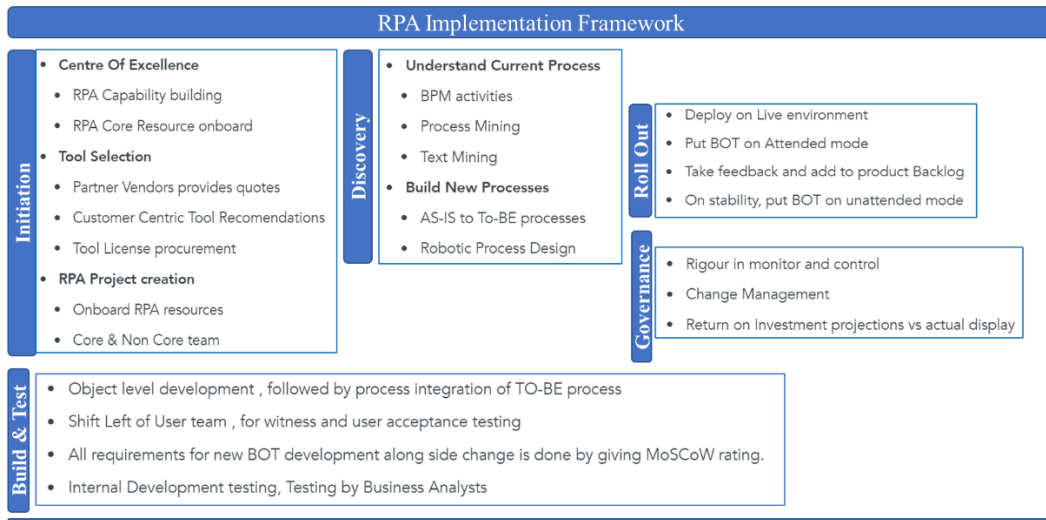 RPA Implementation Framework
Initiation
Centre Of Excellence
RPA Capability building
RPA Core Resource onboard
Tool Selection
Partner Vendors provides quotes
Customer Centric Tool Recomendations
Tool License procurement
RPA Project creation
Onboard RPA resources
Core & Non Core team
Discovery
Understand Current Process
BPM activities
Process Mining
Text Mining
Build New Processes
AS-IS to To-BE processes
Robotic Process Design
Roll Out
Deploy on Live environment
Put BOT on Attended mode
Take feedback and add to product Backlog
On stability, put BOT on unattended mode
Governance
Rigour in monitor and control
Change Management
Return on Investment projections vs actual display
Build & Test
Object level development , followed by process integration of TO-BE process
Shift Left of User team , for witness and user acceptance testing
All requirements for new BOT development along side change is done by giving MoSCoW rating.
Internal Development testing, Testing by Business Analysts